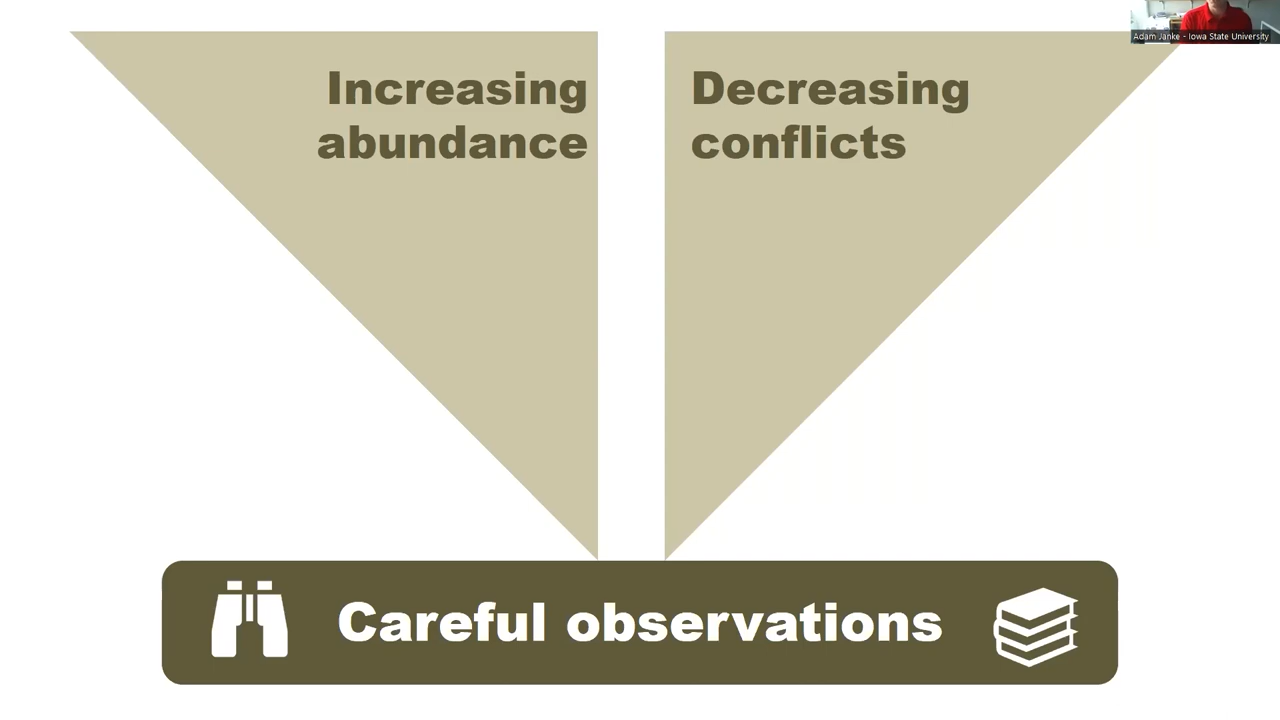 Increasing
abundance
Decreasing
conflicts
Adam Janke - Iowa State University
Careful observations